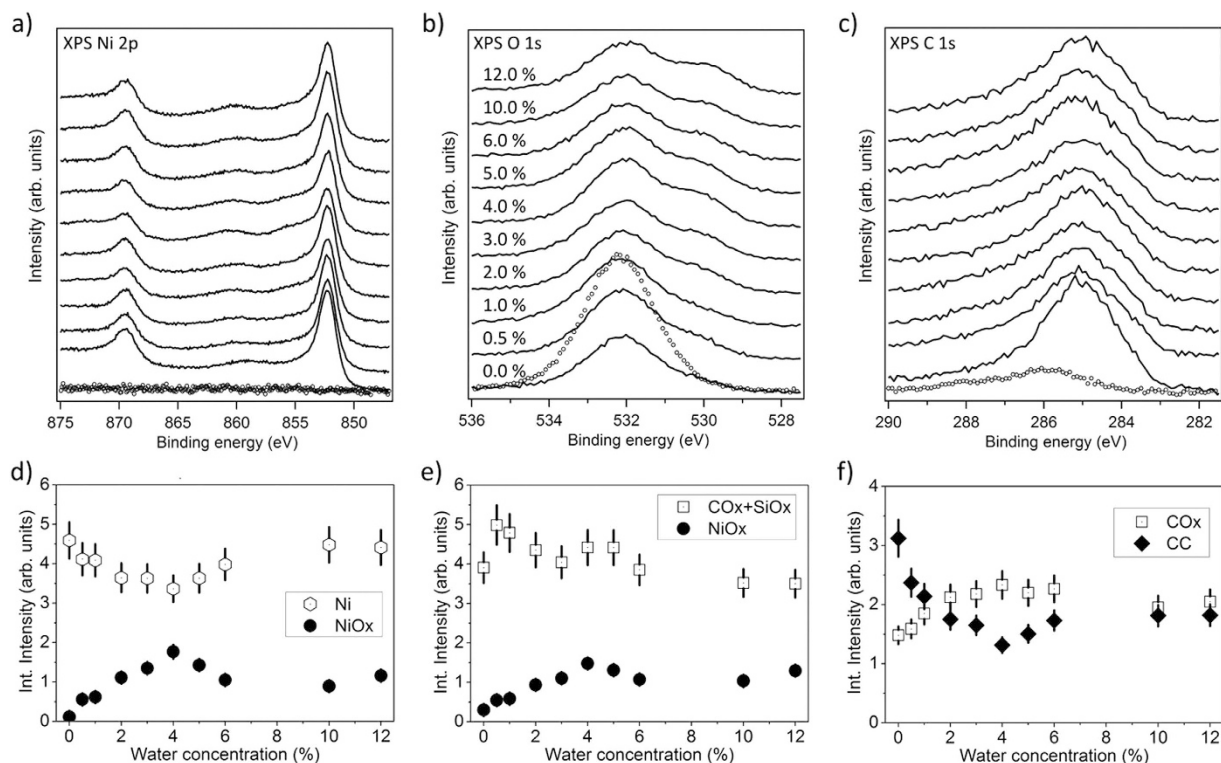 a)
XPS Ni 2p
Intensity (arb. units)
875 870 865 860 855 850
Binding energy (eV)
b)
XPS O 1s
12.0 %
10.0 %
6.0 %
5.0 %
4.0 %
3.0 %
2.0 %
1.0 %
0.5 %
0.0 %
Intensity (arb. units)
536 534 532 530 528
Binding energy (eV)
c)
XPS C 1s
Intensity (arb. units)
290 288 286 284 282
Binding energy (eV)
d)
6
5
4
3
2
1
0
Int. Intensity (arb. units)
Ni
NiOx
0 2 4 6 8 10 12
Water concentration (%)
e)
6
5
4
3
2
1
0
Int. Intensity (arb. units)
COx+SiOx
NiOx
0 2 4 6 8 10 12
Water concentration (%)
f)
4
3
2
1
0
Int. Intensity (arb. units)
COx
CC
0 2 4 6 8 10 12
Water concentration (%)